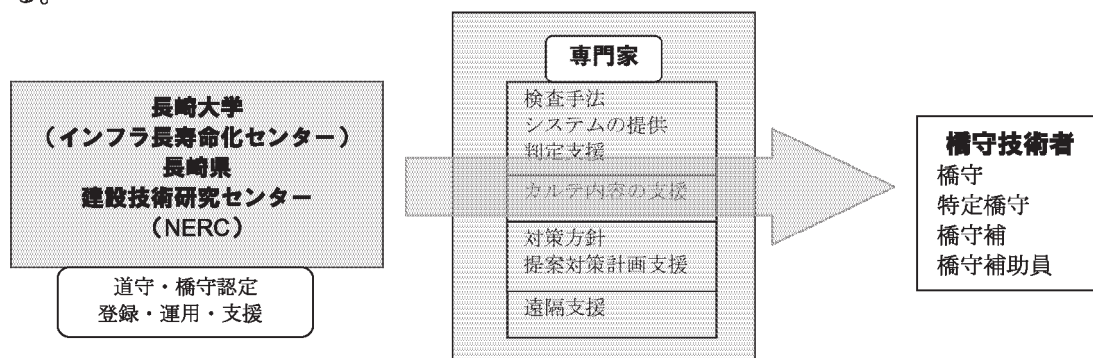 る。
長崎大学
（インフラ長寿命化センター）
長崎県
建設技術研究センター
（NERC）
道守・橋守認定
登録・運用・支援
専門家
検査手法
システムの提供
判定支援
カルテ内容の支援
対策方針
提案対策計画支援
遠隔支援
橋守技術者
橋守
特定橋守
橋守補
橋守補助員